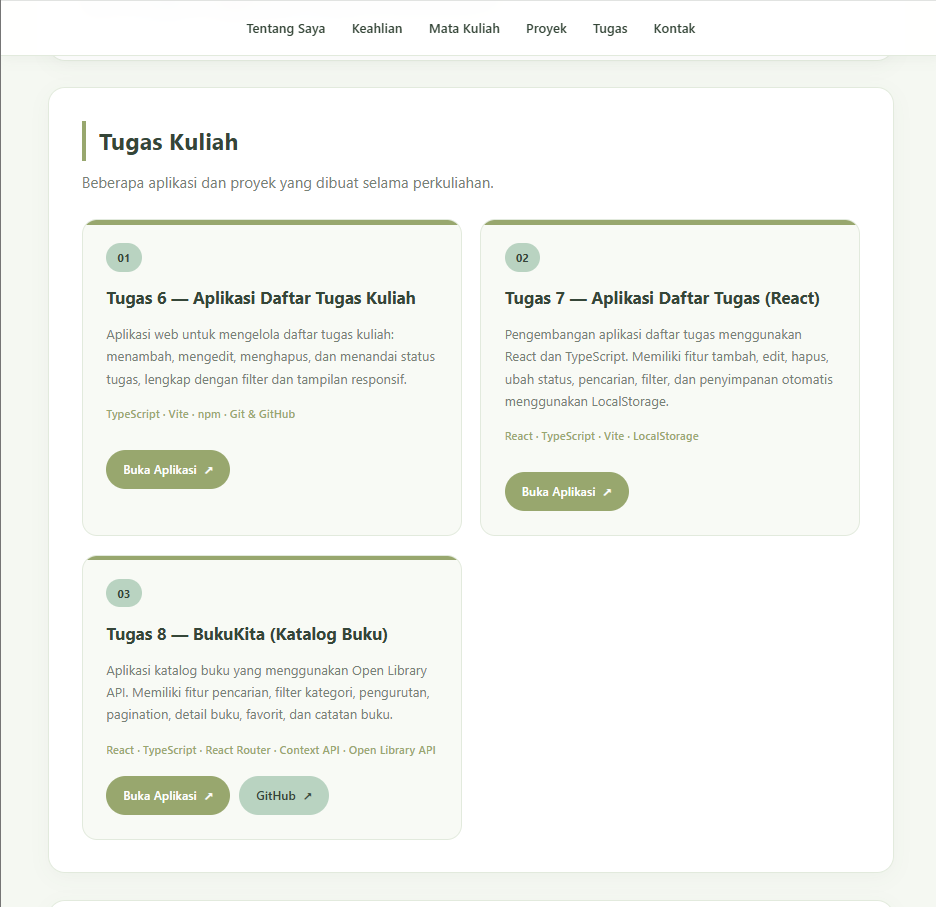 Tentang Saya Keahlian Mata Kuliah Proyek Tugas Kontak
Tugas Kuliah
Beberapa aplikasi dan proyek yang dibuat selama perkuliahan.
01
Tugas 6 — Aplikasi Daftar Tugas Kuliah
Aplikasi web untuk mengelola daftar tugas kuliah:
menambah, mengedit, menghapus, dan menandai status
tugas, lengkap dengan filter dan tampilan responsif.
TypeScript · Vite · npm · Git & GitHub
Buka Aplikasi ↗
02
Tugas 7 — Aplikasi Daftar Tugas (React)
Pengembangan aplikasi daftar tugas menggunakan
React dan TypeScript. Memiliki fitur tambah, edit, hapus,
ubah status, pencarian, filter, dan penyimpanan otomatis
menggunakan LocalStorage.
React · TypeScript · Vite · LocalStorage
Buka Aplikasi ↗
03
Tugas 8 — BukuKita (Katalog Buku)
Aplikasi katalog buku yang menggunakan Open Library
API. Memiliki fitur pencarian, filter kategori, pengurutan,
pagination, detail buku, favorit, dan catatan buku.
React · TypeScript · React Router · Context API · Open Library API
Buka Aplikasi ↗ GitHub ↗